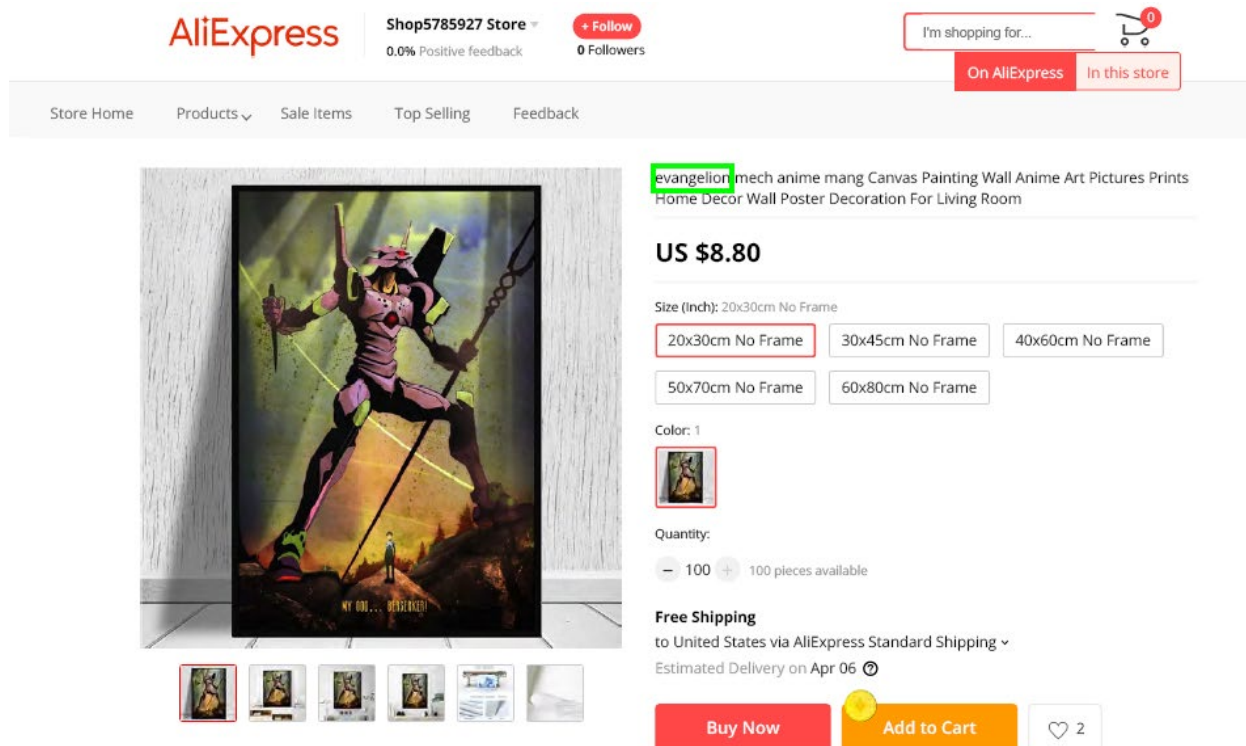 AliExpress
Shop5785927 Store
0.0% Positive feedback
+ Follow
0 Followers
I'm shopping for...
0
On AliExpress
In this store
Store Home
Products
Sale Items
Top Selling
Feedback
evangelion mech anime mang Canvas Painting Wall Anime Art Pictures Prints
Home Decor Wall Poster Decoration For Living Room
US $8.80
Size (Inch): 20x30cm No Frame
20x30cm No Frame
30x45cm No Frame
40x60cm No Frame
50x70cm No Frame
60x80cm No Frame
Color: 1
Quantity:
− 100 + 100 pieces available
Free Shipping
to United States via AliExpress Standard Shipping
Estimated Delivery on Apr 06
MY GOD... BERSERKER!
Buy Now
Add to Cart
2